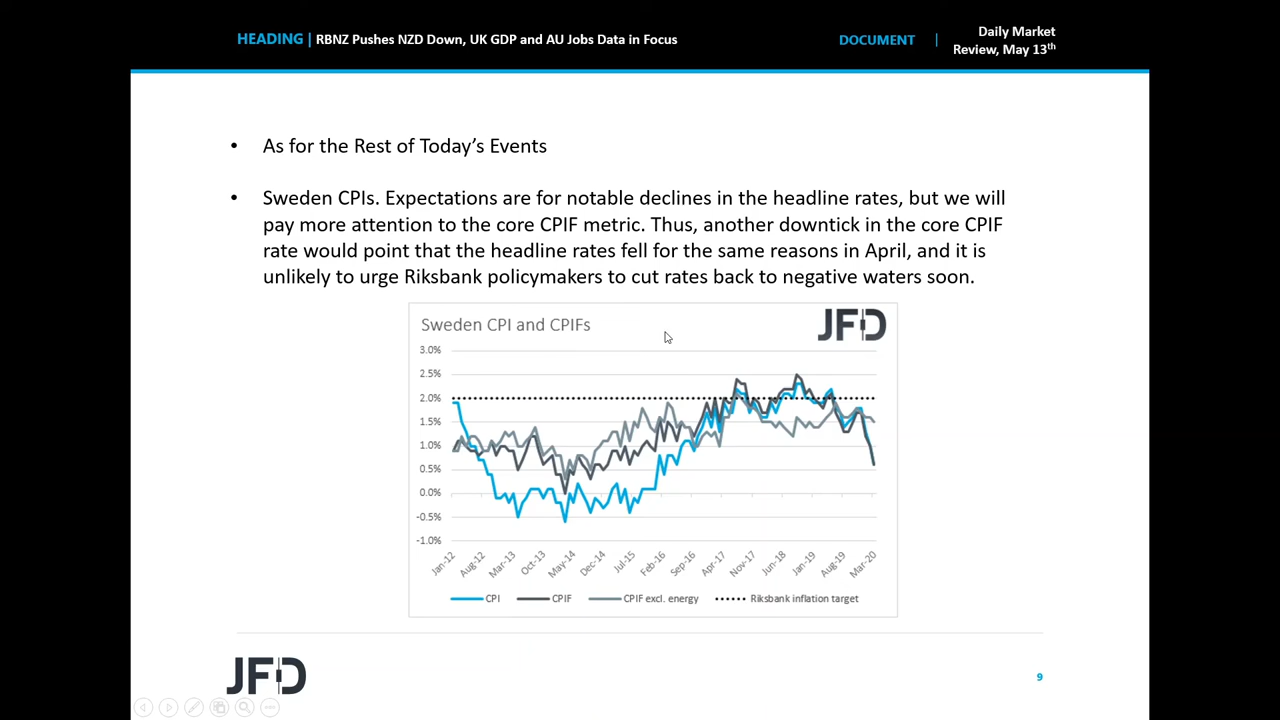 HEADING | RBNZ Pushes NZD Down, UK GDP and AU Jobs Data in Focus
DOCUMENT | Daily Market
Review, May 13th
• As for the Rest of Today’s Events
• Sweden CPIs. Expectations are for notable declines in the headline rates, but we will
pay more attention to the core CPIF metric. Thus, another downtick in the core CPIF
rate would point that the headline rates fell for the same reasons in April, and it is
unlikely to urge Riksbank policymakers to cut rates back to negative waters soon.
Sweden CPI and CPIFs
JFD
3.0%
2.5%
2.0%
1.5%
1.0%
0.5%
0.0%
-0.5%
-1.0%
Jan-12 Aug-12 Mar-13 Oct-13 May-14 Dec-14 Jul-15 Feb-16 Sep-16 Apr-17 Nov-17 Jun-18 Jan-19 Aug-19 Mar-20
CPI CPIF CPIF excl. energy Riksbank inflation target
JFD
9